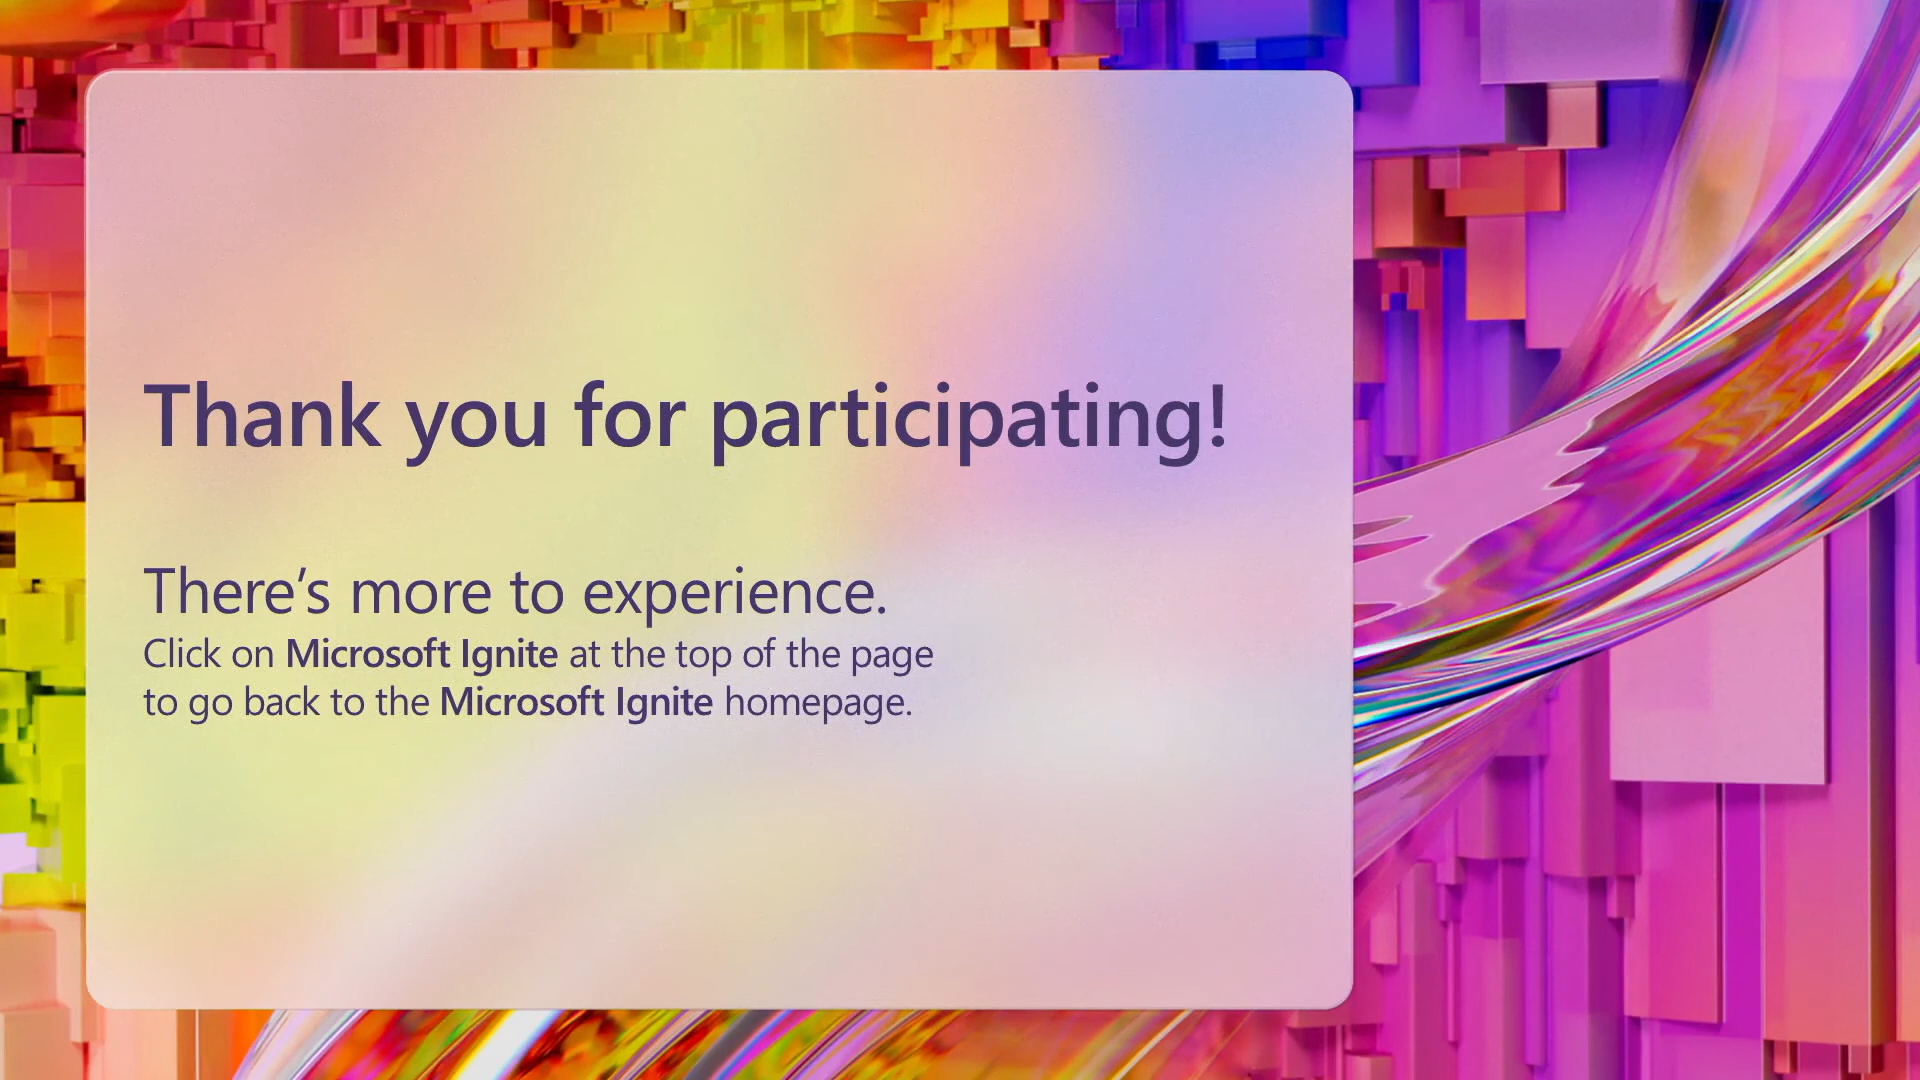 Thank you for participating!
There’s more to experience.
Click on Microsoft Ignite at the top of the page
to go back to the Microsoft Ignite homepage.